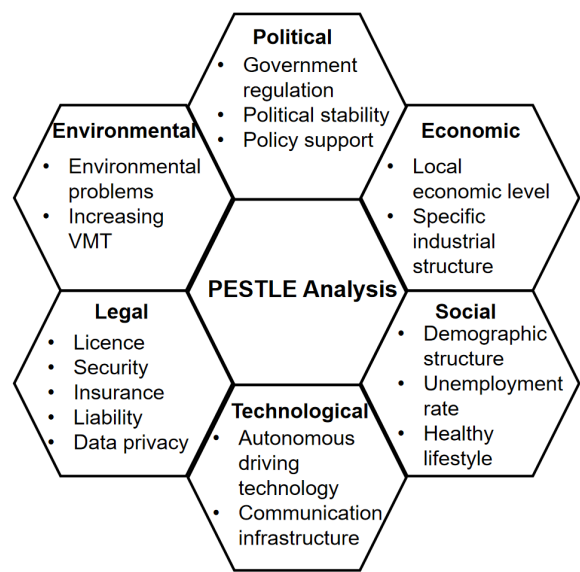 Political
• Government
regulation
• Political stability
• Policy support
Economic
• Local
economic level
• Specific
industrial
structure
Social
• Demographic
structure
• Unemployment
rate
• Healthy
lifestyle
Technological
• Autonomous
driving
technology
• Communication
infrastructure
Legal
• Licence
• Security
• Insurance
• Liability
• Data privacy
Environmental
• Environmental
problems
• Increasing
VMT
PESTLE Analysis